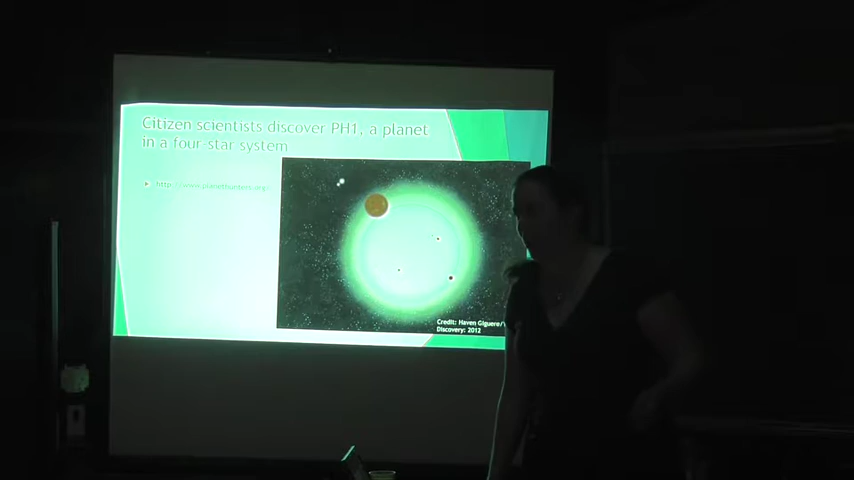 Citizen scientists discover PH1, a planet
in a four-star system
http://www.planethunters.org/
Credit: Haven Giguere/
Discovery: 2012